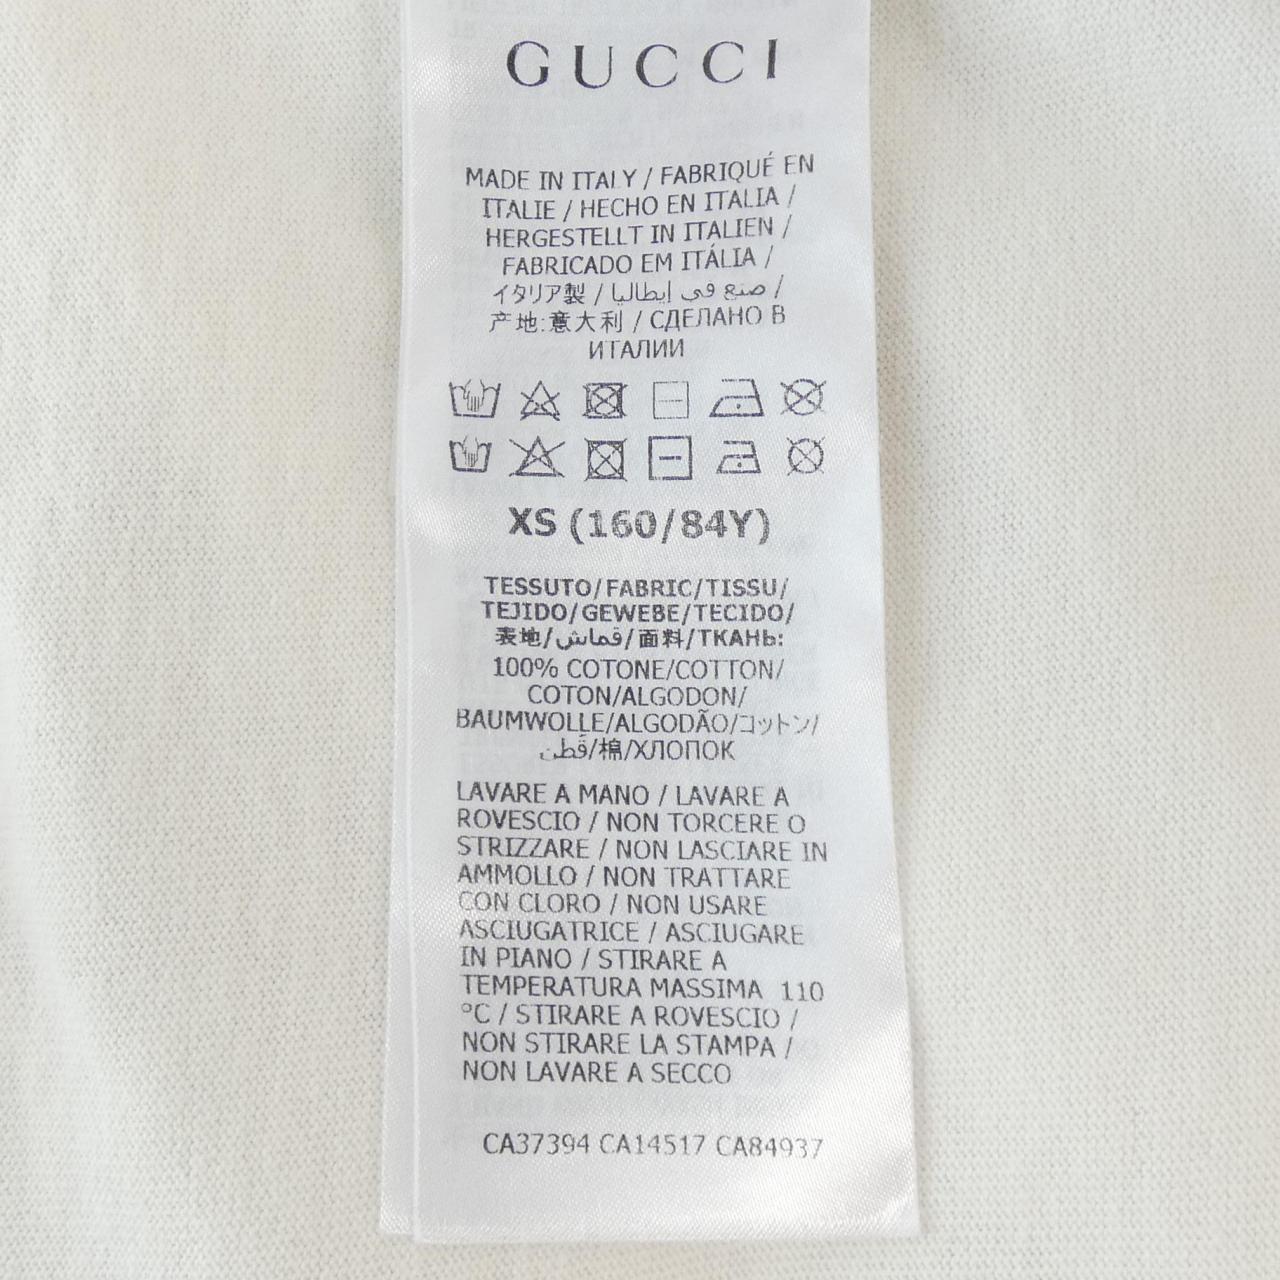 GUCCI
MADE IN ITALY / FABRIQUÉ EN
ITALIE / HECHO EN ITALIA /
HERGESTELLT IN ITALIEN /
FABRICADO EM ITÁLIA /
イタリア製 / صنع في إيطاليا /
产地:意大利 / СДЕЛАНО В
ИТАЛИИ
XS (160/84Y)
TESSUTO/FABRIC/TISSU/
TEJIDO/GEWEBE/TECIDO/
表地/قماش/面料/ТКАНЬ:
100% COTONE/COTTON/
COTON/ALGODON/
BAUMWOLLE/ALGODÃO/コットン/
قطن/棉/ХЛОПОК
LAVARE A MANO / LAVARE A
ROVESCIO / NON TORCERE O
STRIZZARE / NON LASCIARE IN
AMMOLLO / NON TRATTARE
CON CLORO / NON USARE
ASCIUGATRICE / ASCIUGARE
IN PIANO / STIRARE A
TEMPERATURA MASSIMA 110
°C / STIRARE A ROVESCIO /
NON STIRARE LA STAMPA /
NON LAVARE A SECCO
CA37394 CA14517 CA84937